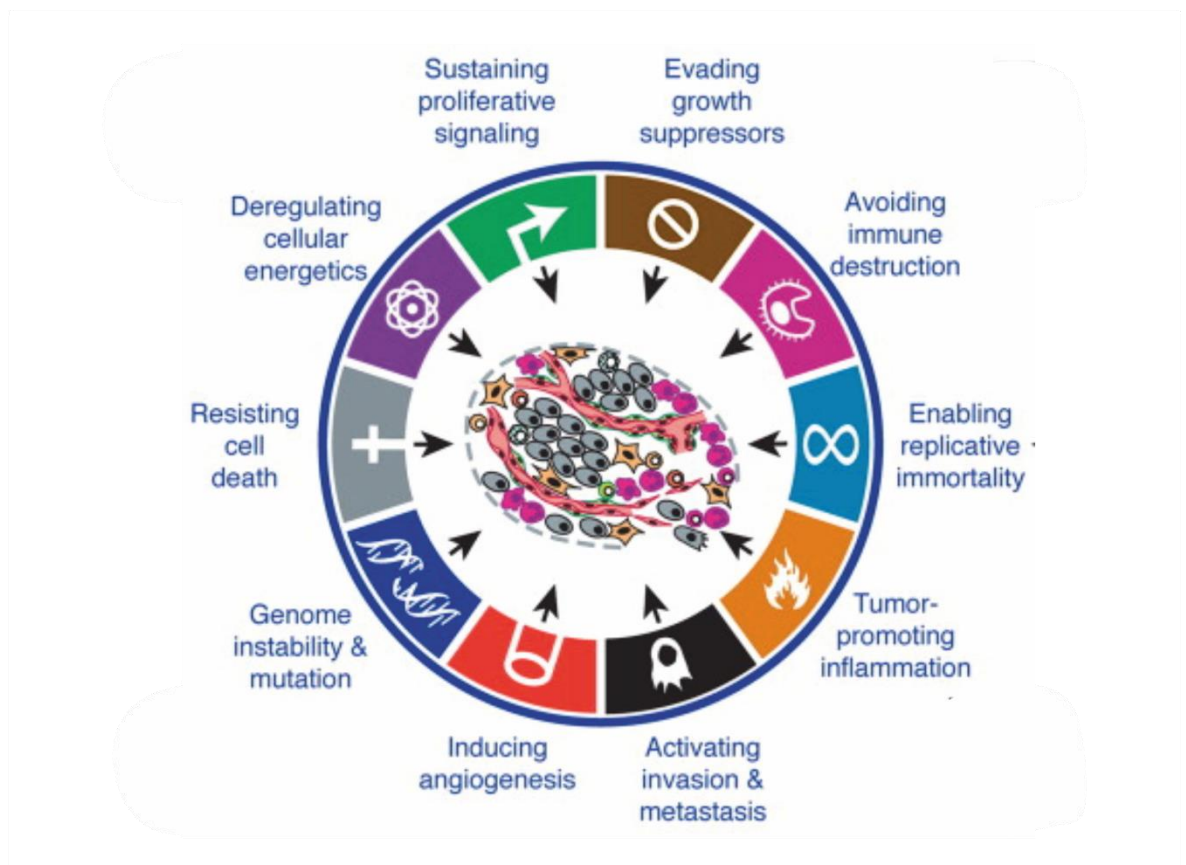 Sustaining
proliferative
signaling
Evading
growth
suppressors
Avoiding
immune
destruction
Enabling
replicative
immortality
Tumor-
promoting
inflammation
Activating
invasion &
metastasis
Inducing
angiogenesis
Genome
instability &
mutation
Resisting
cell
death
Deregulating
cellular
energetics